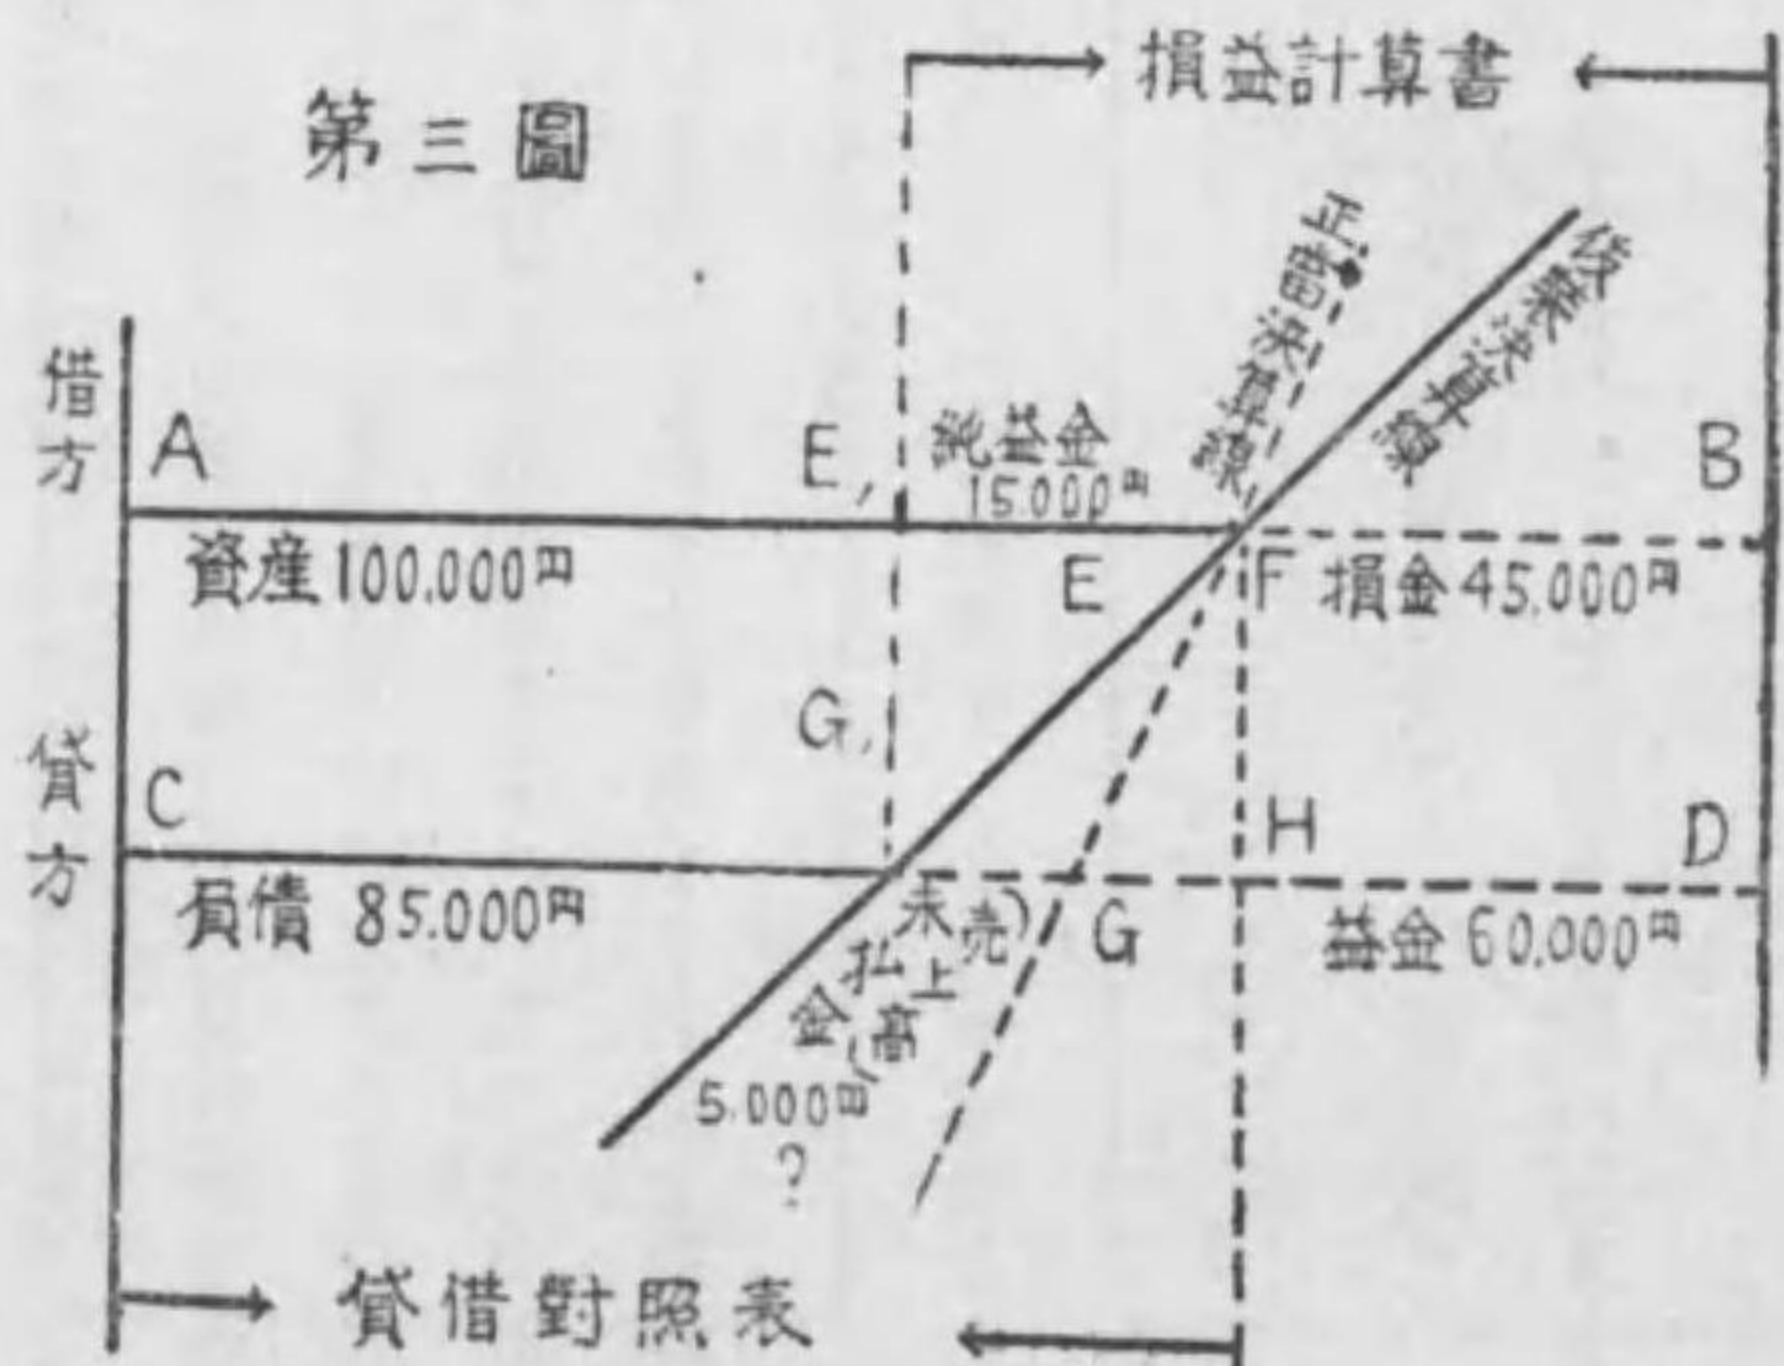 損益計算書
第三圖
正當決算線
決算線
借方
A
E,
純益金
15.000円
B
資産100.000円
E
F
損金45.000円
G,
貸方
C
H
D
負債 85.000円
未払金
(売上高)
5.000円
?
G
益金60.000円
貸借對照表